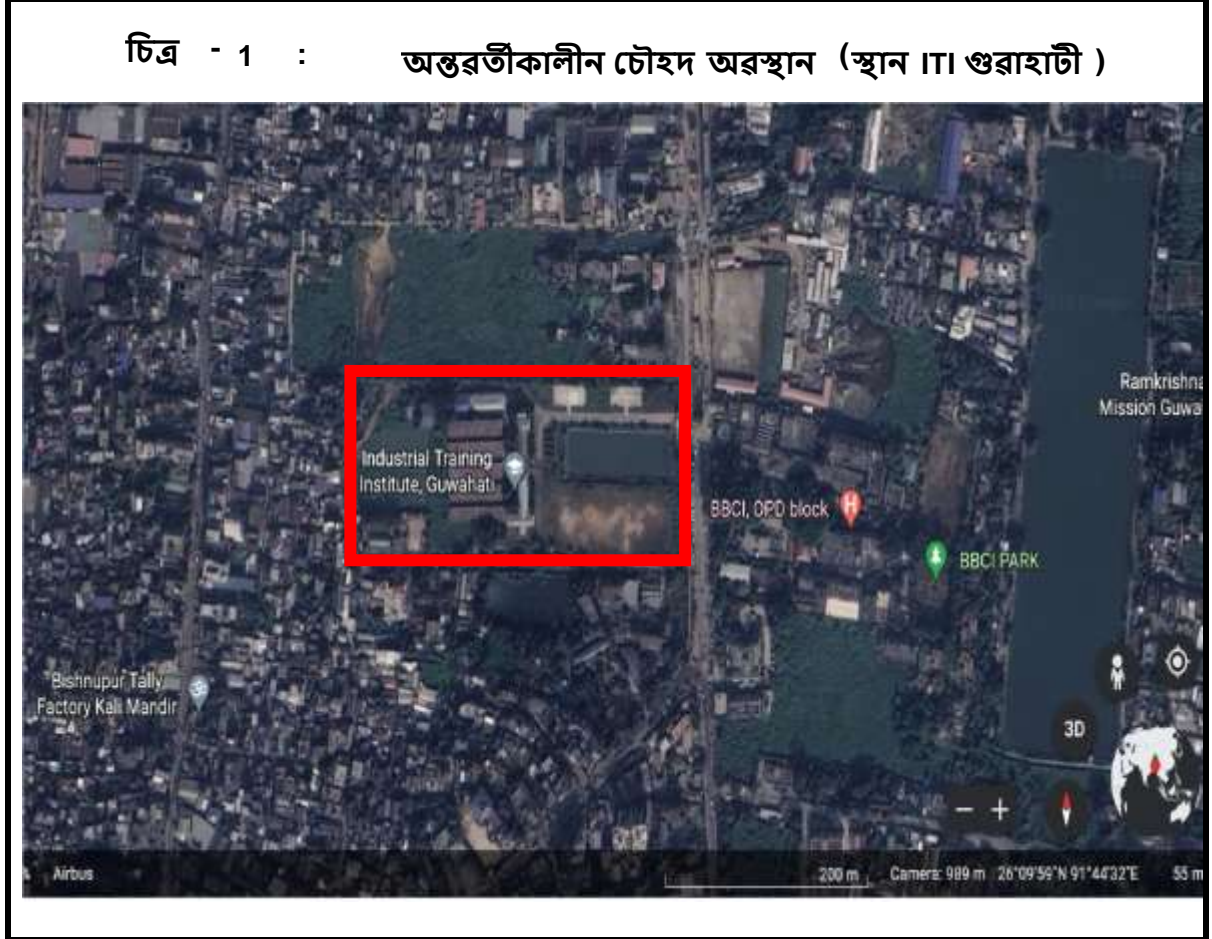 চিত্ৰ - 1 : অন্তৱৰ্তীকালীন চৌহদ অৱস্থান (স্থান ITI গুৱাহাটী )
Ramkrishna
Mission Guwa
Industrial Training
Institute, Guwahati
BBCI, OPD block
BBCI PARK
Bishnupur Tally
Factory Kali Mandir
3D
Airbus
200 m
Camera: 989 m 26°09'59"N 91°44'32"E 55 m